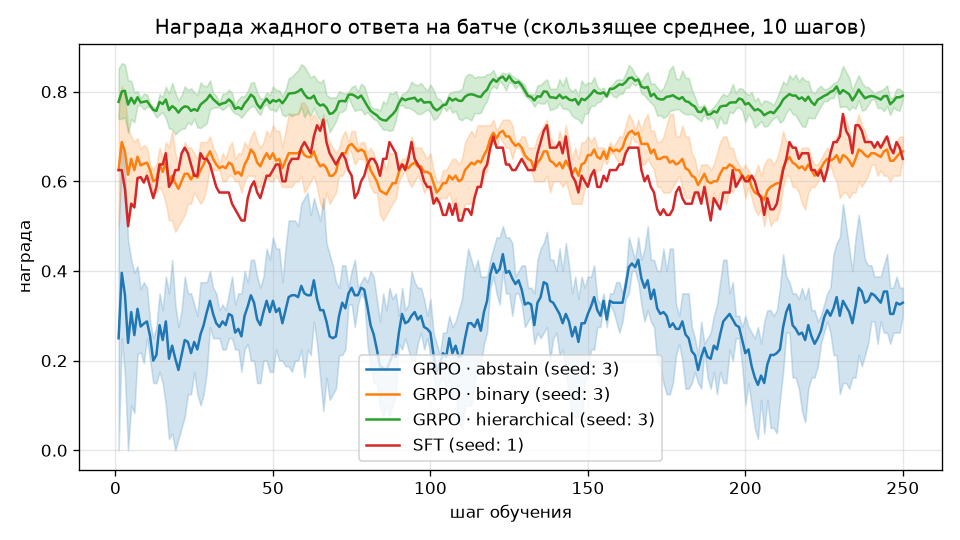 Награда жадного ответа на батче (скользящее среднее, 10 шагов)
награда
0.8
0.6
0.4
0.2
0.0
GRPO · abstain (seed: 3)
GRPO · binary (seed: 3)
GRPO · hierarchical (seed: 3)
SFT (seed: 1)
0 50 100 150 200 250
шаг обучения